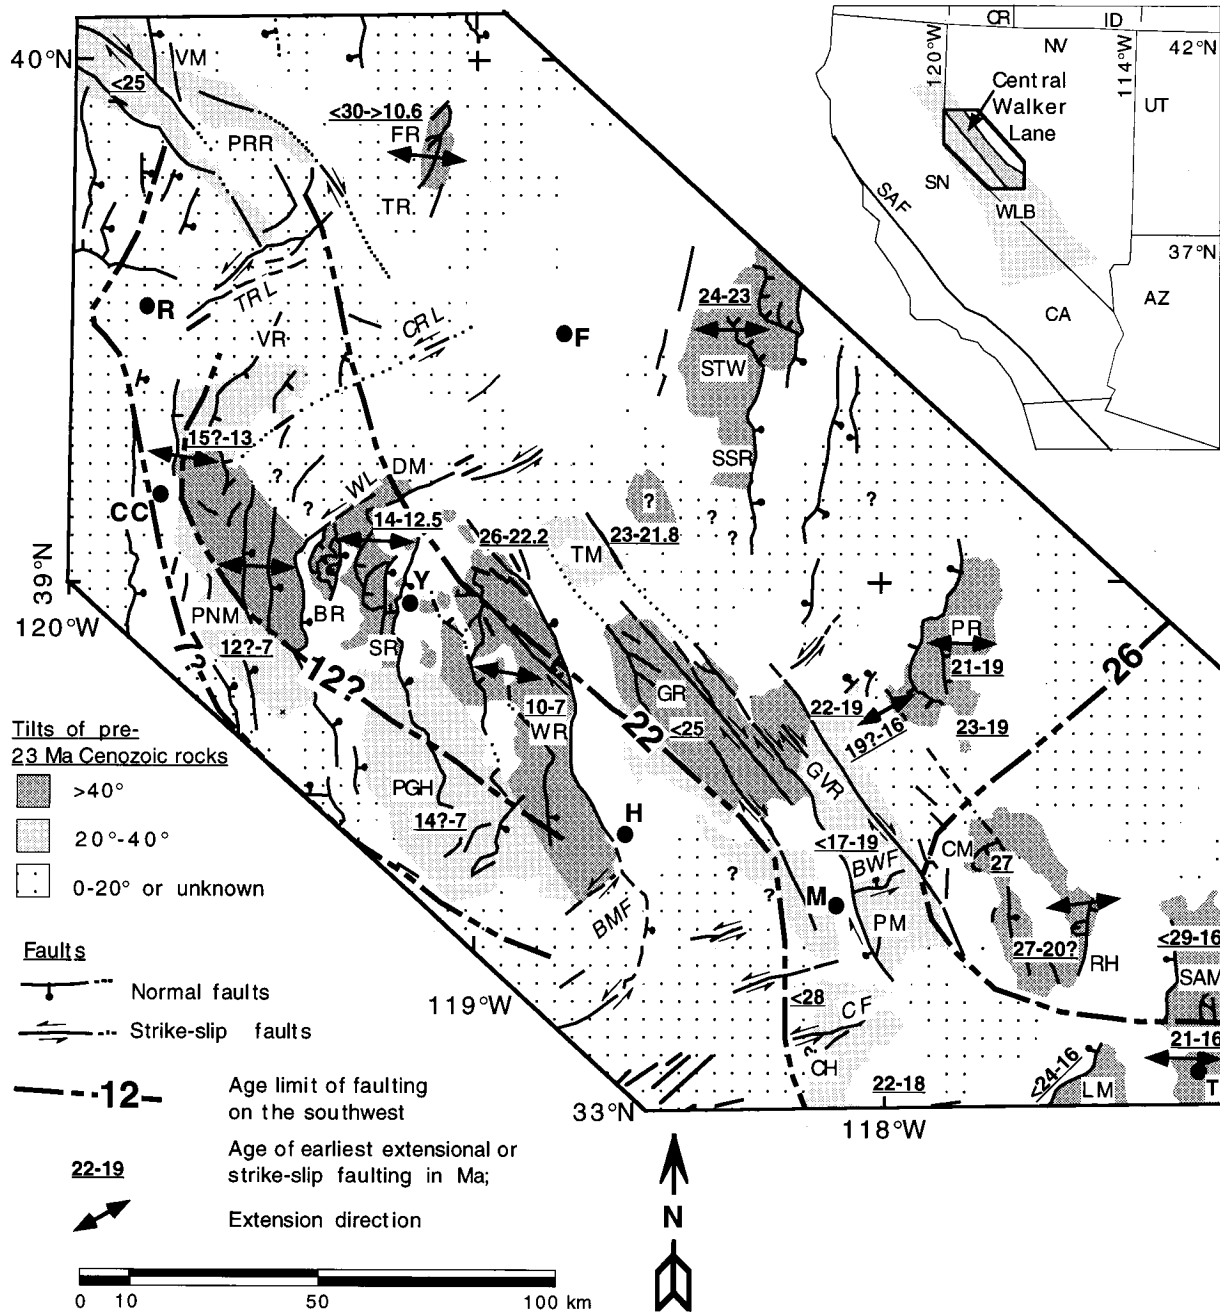 OR
ID
42°N
NV
120°W
114°W
Central
Walker
Lane
UT
SN
SAF
WLB
37°N
CA
AZ
40°N
VM
<25
<30->10.6
FR
PRR
TR
R
TRL
VR
CRL
F
24-23
STW
SSR
15?-13
?
?
CC
WL
DM
14-12.5
26-22.2
TM
23-21.8
?
?
?
?
39°N
120°W
PNM
BR
Y
SR
12?-7
7?
12?
10-7
WR
22
GR
<25
22-19
19?-16
PR
21-19
23-19
26
GVR
PGH
14?-7
H
<17-19
BWF
CM
27
?
?
M
PM
BMF
27-20?
RH
<29-16
SAM
119°W
<28
CF
?
CH
21-16
<24-16
LM
T
22-18
33°N
118°W
Tilts of pre-
23 Ma Cenozoic rocks
>40°
20°-40°
0-20° or unknown
Faults
Normal faults
Strike-slip faults
12
Age limit of faulting
on the southwest
22-19
Age of earliest extensional or
strike-slip faulting in Ma;
Extension direction
N
0 10 50 100 km